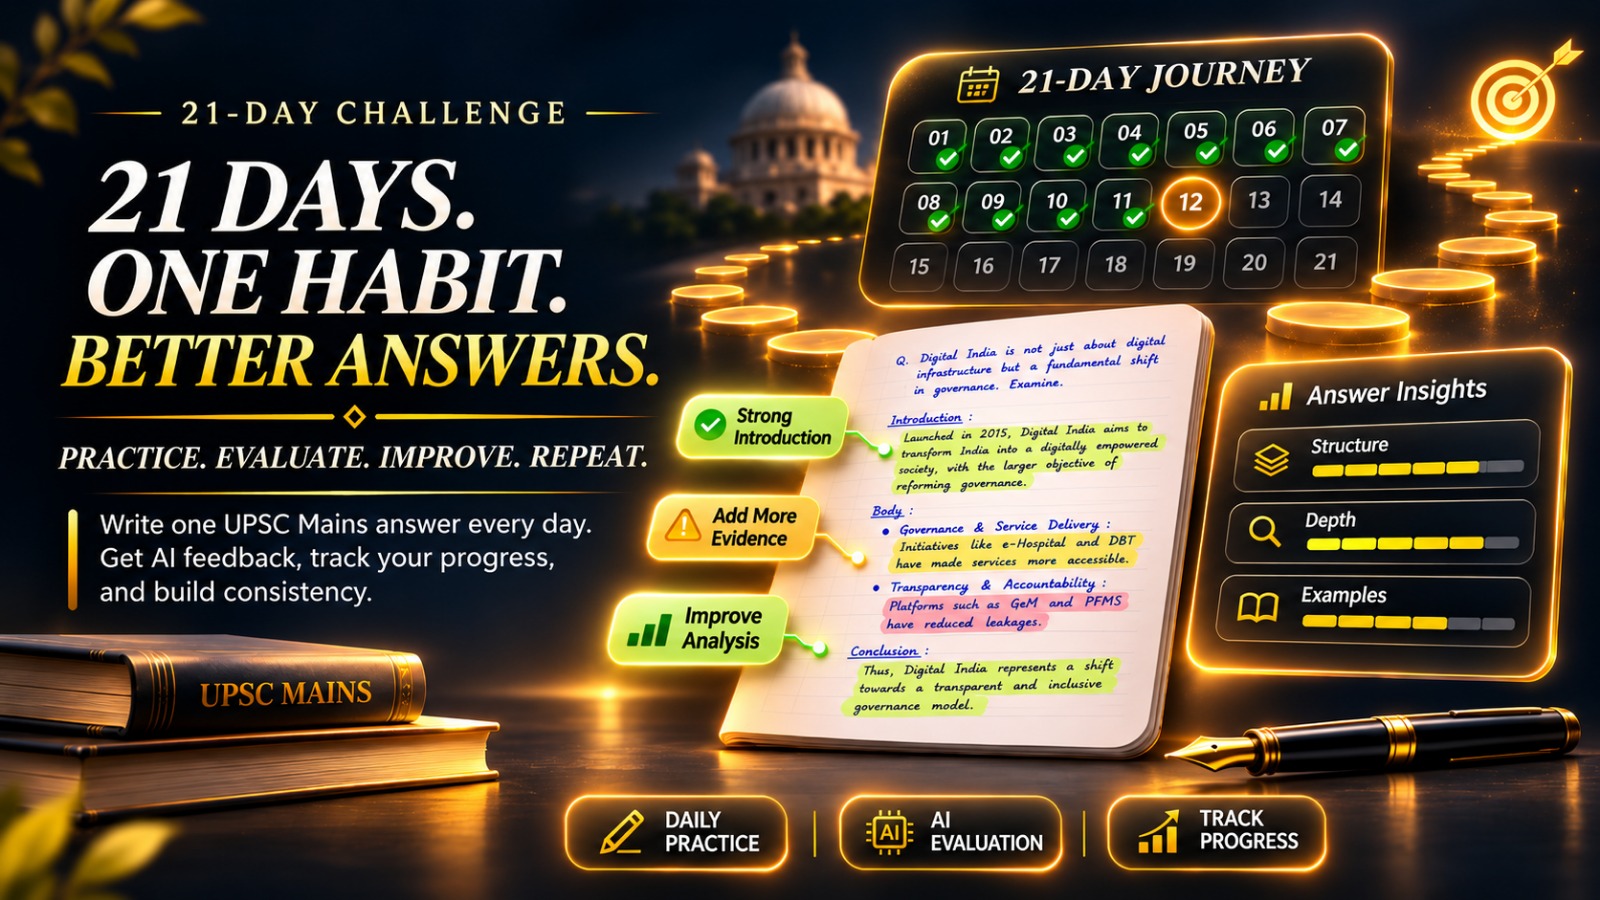 21-DAY CHALLENGE
21 DAYS.
ONE HABIT.
BETTER ANSWERS.
PRACTICE. EVALUATE. IMPROVE. REPEAT.
Write one UPSC Mains answer every day.
Get AI feedback, track your progress,
and build consistency.
UPSC MAINS
21-DAY JOURNEY
01 02 03 04 05 06 07
08 09 10 11 12 13 14
15 16 17 18 19 20 21
Strong
Introduction
Add More
Evidence
Improve
Analysis
Q. Digital India is not just about digital
infrastructure but a fundamental shift
in governance. Examine.
Introduction :
Launched in 2015, Digital India aims to
transform India into a digitally empowered
society, with the larger objective of
reforming governance.
Body :
• Governance & Service Delivery :
Initiatives like e-Hospital and DBT
have made services more accessible.
• Transparency & Accountability :
Platforms such as GeM and PFMS
have reduced leakages.
Conclusion :
Thus, Digital India represents a shift
towards a transparent and inclusive
governance model.
Answer Insights
Structure
Depth
Examples
DAILY
PRACTICE
AI
AI
EVALUATION
TRACK
PROGRESS